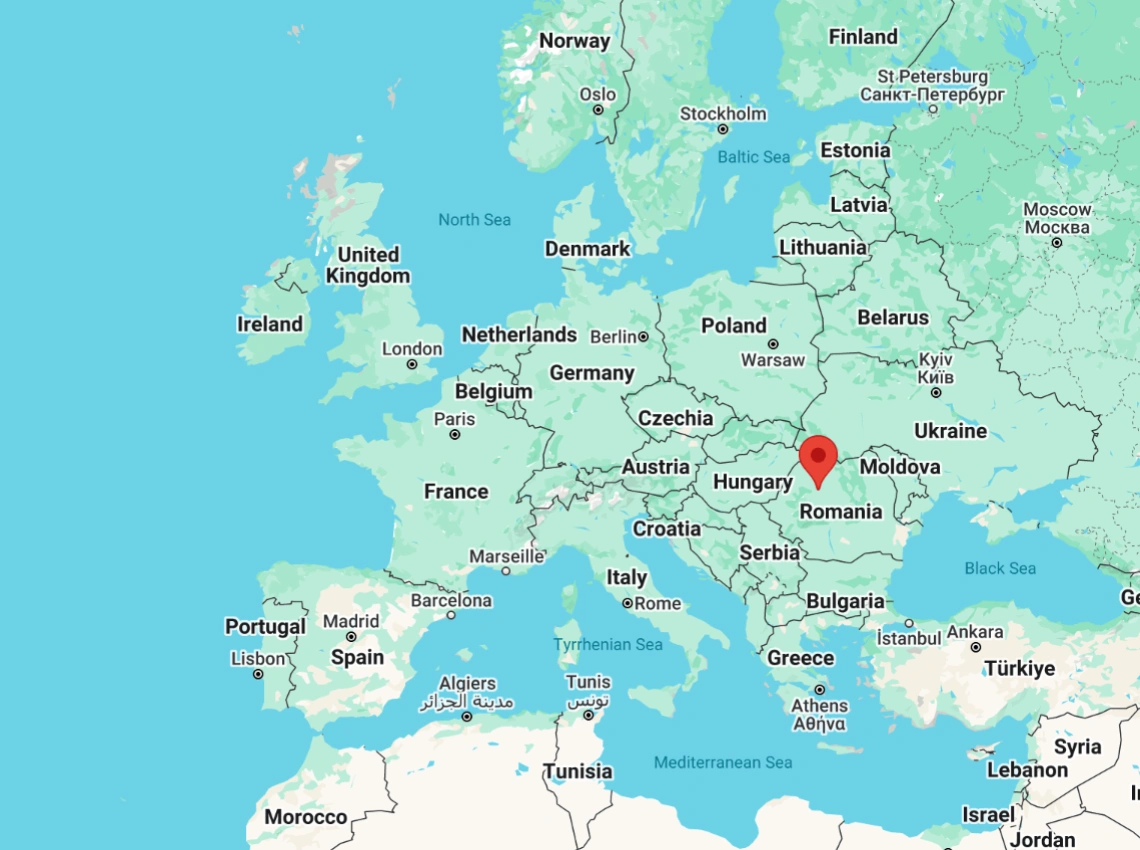 Norway
Finland
St Petersburg
Санкт-Петербург
Oslo
Stockholm
Baltic Sea
Estonia
Latvia
Moscow
Москва
North Sea
Denmark
Lithuania
United
Kingdom
Ireland
Belarus
Netherlands
Berlin
Poland
London
Warsaw
Kyiv
Київ
Germany
Belgium
Czechia
Paris
Ukraine
Austria
Moldova
Hungary
France
Romania
Croatia
Serbia
Marseille
Black Sea
Italy
Barcelona
Rome
Bulgaria
Ge
Portugal
Madrid
İstanbul
Ankara
Tyrrhenian Sea
Lisbon
Spain
Greece
Türkiye
Algiers
مدينة الجزائر
Tunis
تونس
Athens
Αθήνα
Syria
Mediterranean Sea
Tunisia
Lebanon
Morocco
Israel
Jordan